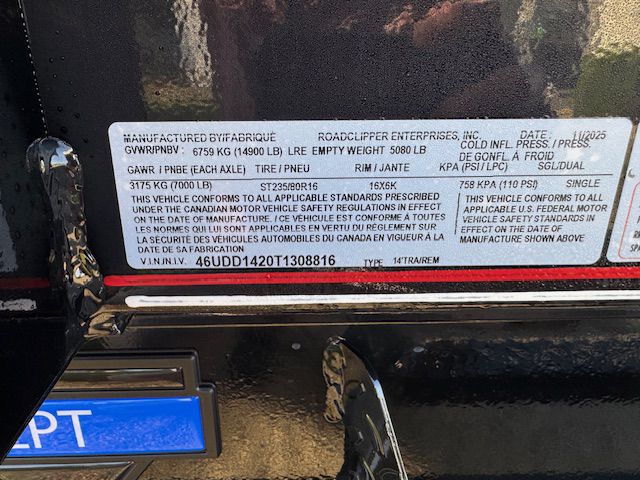 MANUFACTURED BY/FABRIQUÉ ROADCLIPPER ENTERPRISES, INC. DATE : 11/2025
GVWR/PNBV : 6759 KG (14900 LB) LRE EMPTY WEIGHT 5080 LB COLD INFL. PRESS. / PRESS. DE GONFL. À FROID
GAWR / PNBE (EACH AXLE) TIRE / PNEU RIM / JANTE KPA (PSI / LPC) SGL/DUAL
3175 KG (7000 LB) ST235/80R16 16X6K 758 KPA (110 PSI) SINGLE
THIS VEHICLE CONFORMS TO ALL APPLICABLE STANDARDS PRESCRIBED
UNDER THE CANADIAN MOTOR VEHICLE SAFETY REGULATIONS IN EFFECT
ON THE DATE OF MANUFACTURE. / CE VÉHICULE EST CONFORME À TOUTES
LES NORMES QUI LUI SONT APPLICABLES EN VERTU DU RÈGLEMENT SUR
LA SÉCURITÉ DES VÉHICULES AUTOMOBILES DU CANADA EN VIGUEUR À LA
DATE DE SA FABRICATION
THIS VEHICLE CONFORMS TO ALL
APPLICABLE U.S. FEDERAL MOTOR
VEHICLE SAFETY STANDARDS IN
EFFECT ON THE DATE OF
MANUFACTURE SHOWN ABOVE.
V.I.N./N.I.V. 46UDD1420T1308816 TYPE 14'TRA/REM
EPT